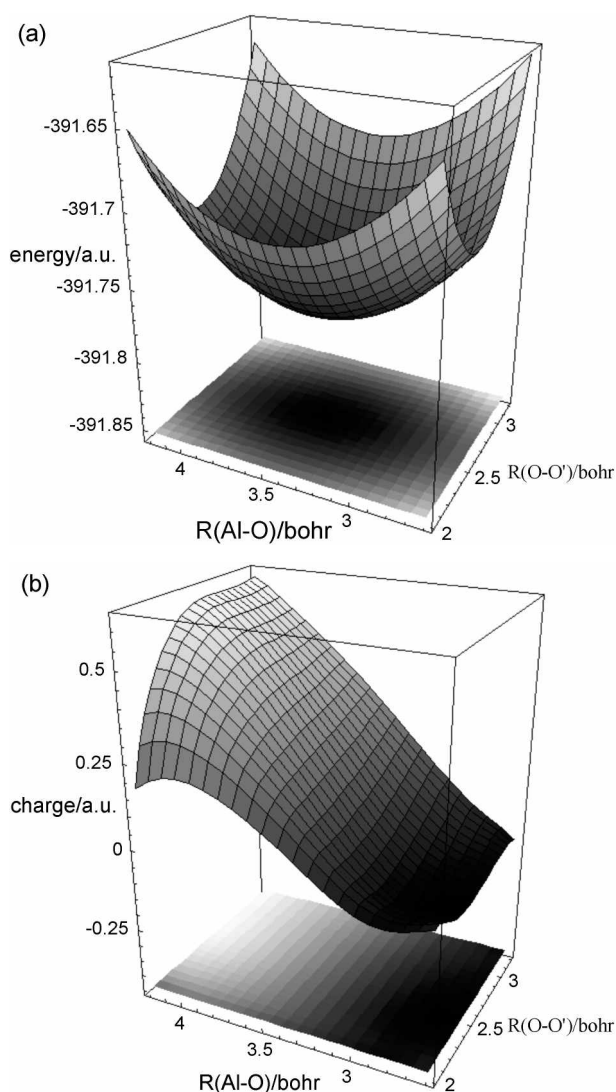 (a)
-391.65
-391.7
energy/a.u.
-391.75
-391.8
-391.85
4
3.5
3
2
2.5
3
R(O-O')/bohr
R(Al-O)/bohr
(b)
0.5
0.25
charge/a.u.
0
-0.25
4
3.5
3
2
2.5
3
R(O-O')/bohr
R(Al-O)/bohr